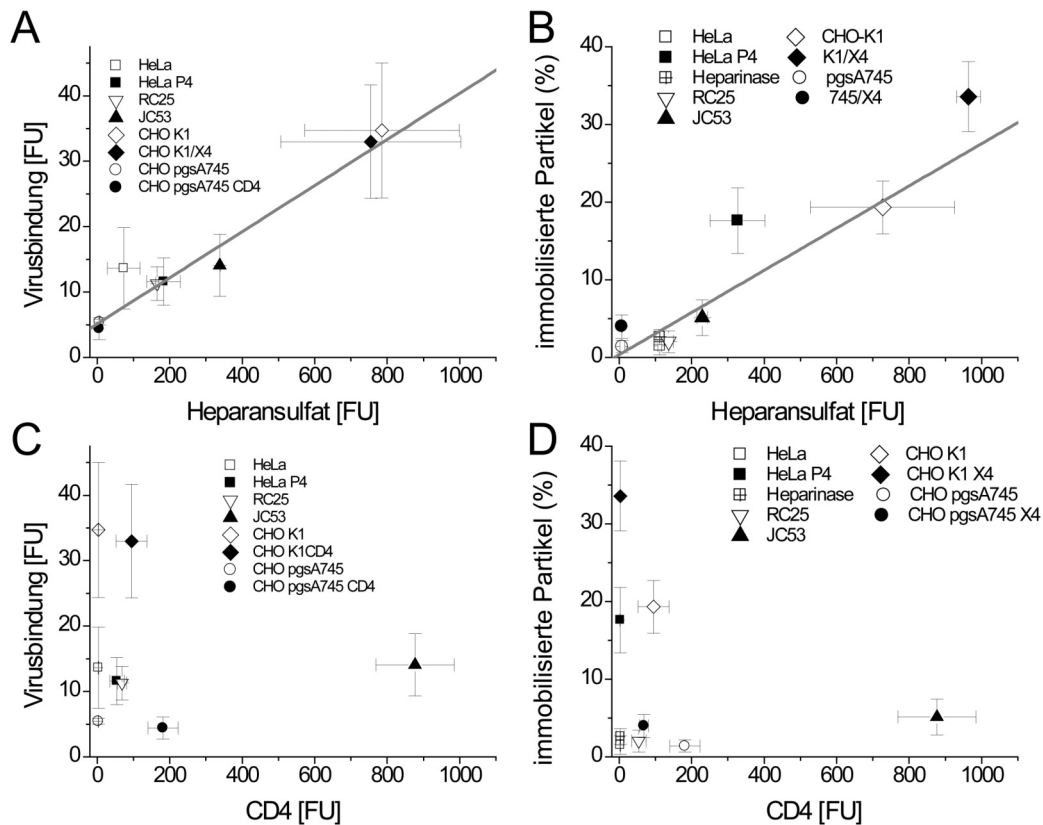 A
Virusbindung [FU]
40
30
20
10
0
HeLa
HeLa P4
RC25
JC53
CHO K1
CHO K1/X4
CHO pgsA745
CHO pgsA745 CD4
0 200 400 600 800 1000
Heparansulfat [FU]
B
immobilisierte Partikel (%)
40
30
20
10
0
HeLa
HeLa P4
Heparinase
RC25
JC53
CHO-K1
K1/X4
pgsA745
745/X4
0 200 400 600 800 1000
Heparansulfat [FU]
C
Virusbindung [FU]
40
30
20
10
0
HeLa
HeLa P4
RC25
JC53
CHO K1
CHO K1CD4
CHO pgsA745
CHO pgsA745 CD4
0 200 400 600 800 1000
CD4 [FU]
D
immobilisierte Partikel (%)
40
30
20
10
0
HeLa
HeLa P4
Heparinase
RC25
JC53
CHO K1
CHO K1 X4
CHO pgsA745
CHO pgsA745 X4
0 200 400 600 800 1000
CD4 [FU]